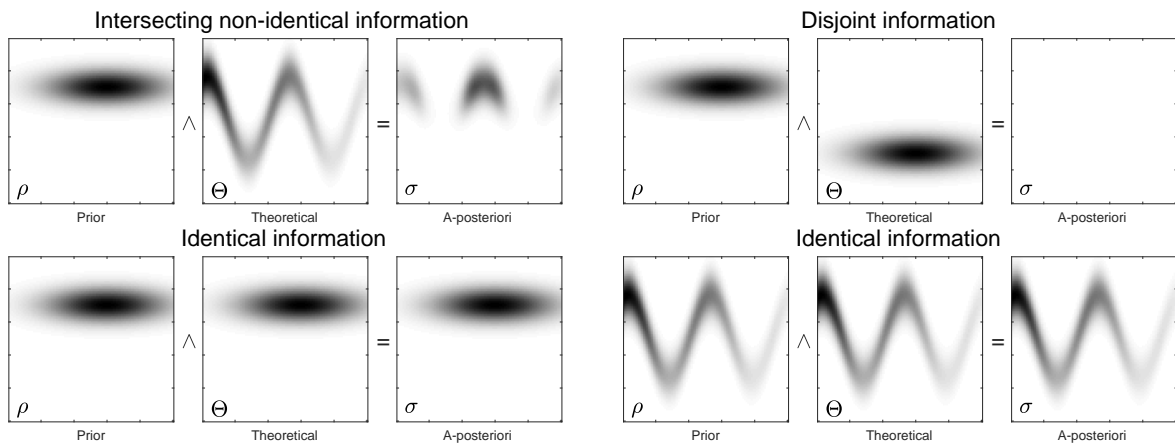 Intersecting non-identical information
ρ ∧ Θ = σ
Prior Theoretical A-posteriori
Disjoint information
ρ ∧ Θ = σ
Prior Theoretical A-posteriori
Identical information
ρ ∧ Θ = σ
Prior Theoretical A-posteriori
Identical information
ρ ∧ Θ = σ
Prior Theoretical A-posteriori